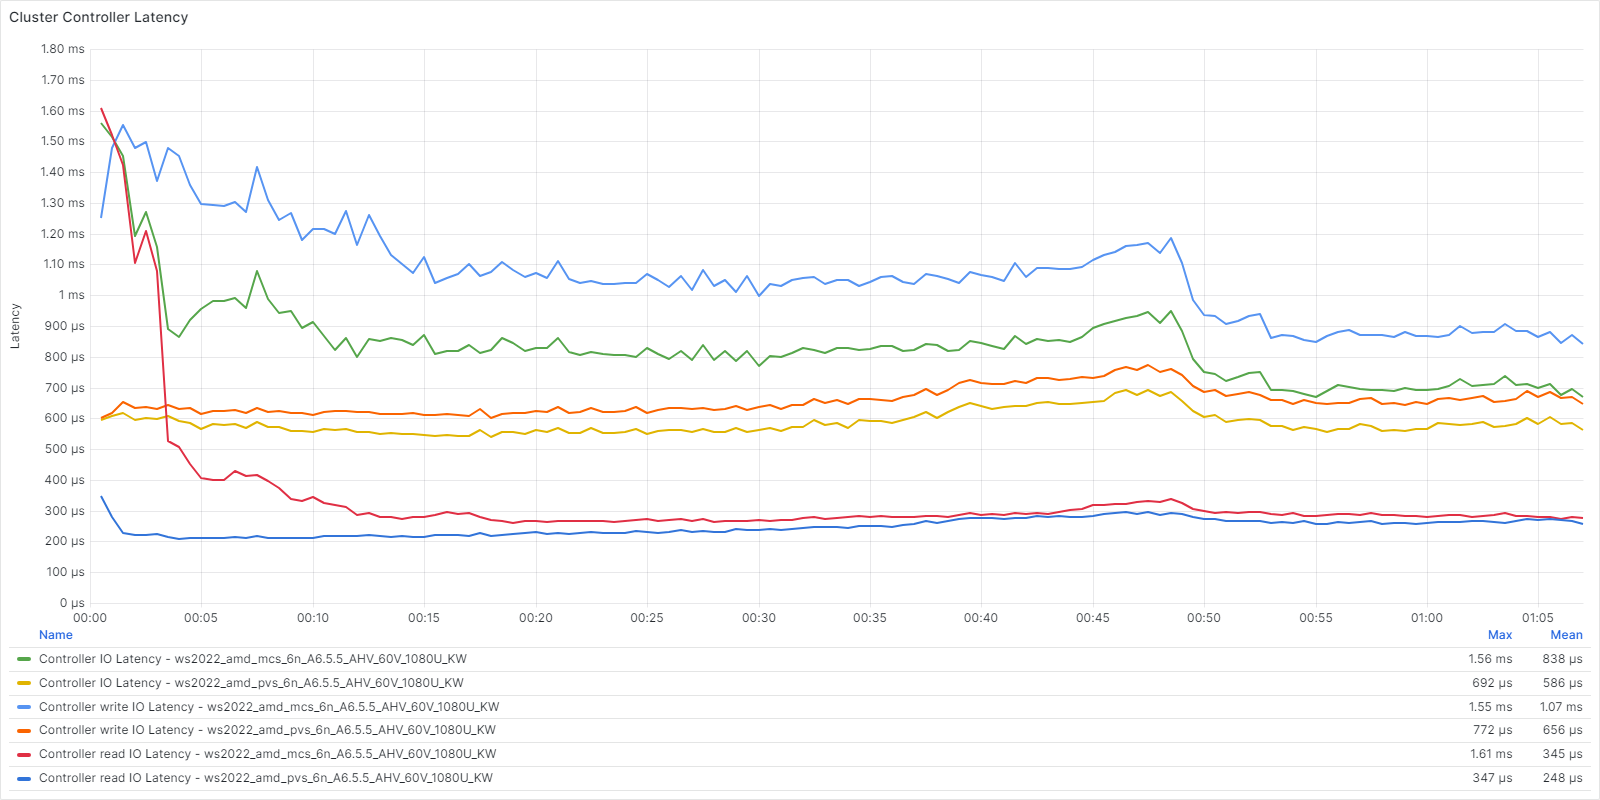 Cluster Controller Latency
1.80 ms
1.70 ms
1.60 ms
1.50 ms
1.40 ms
1.30 ms
1.20 ms
1.10 ms
1 ms
900 µs
800 µs
700 µs
600 µs
500 µs
400 µs
300 µs
200 µs
100 µs
0 µs
Latency
00:00 00:05 00:10 00:15 00:20 00:25 00:30 00:35 00:40 00:45 00:50 00:55 01:00 01:05
Name Max Mean
Controller IO Latency - ws2022_amd_mcs_6n_A6.5.5_AHV_60V_1080U_KW 1.56 ms 838 µs
Controller IO Latency - ws2022_amd_pvs_6n_A6.5.5_AHV_60V_1080U_KW 692 µs 586 µs
Controller write IO Latency - ws2022_amd_mcs_6n_A6.5.5_AHV_60V_1080U_KW 1.55 ms 1.07 ms
Controller write IO Latency - ws2022_amd_pvs_6n_A6.5.5_AHV_60V_1080U_KW 772 µs 656 µs
Controller read IO Latency - ws2022_amd_mcs_6n_A6.5.5_AHV_60V_1080U_KW 1.61 ms 345 µs
Controller read IO Latency - ws2022_amd_pvs_6n_A6.5.5_AHV_60V_1080U_KW 347 µs 248 µs